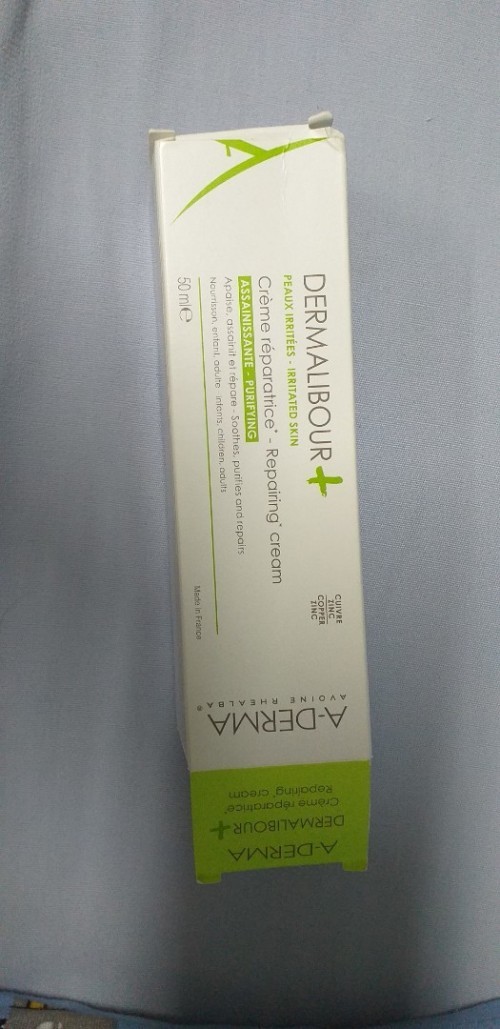 DERMALIBOUR+
PEAUX IRRITÉES - IRRITATED SKIN
Crème réparatrice* - Repairing* cream
ASSAINISSANTE - PURIFYING
Apaise, assainit et répare - Soothes, purifies and repairs
Nourrisson, enfant, adulte infants, children, adults
50 ml e
CUIVRE
ZINC
COPPER
ZINC
Made in France
A-DERMA
AVOINE RHEALBA®
A-DERMA
DERMALIBOUR+
Crème réparatrice*
Repairing* cream